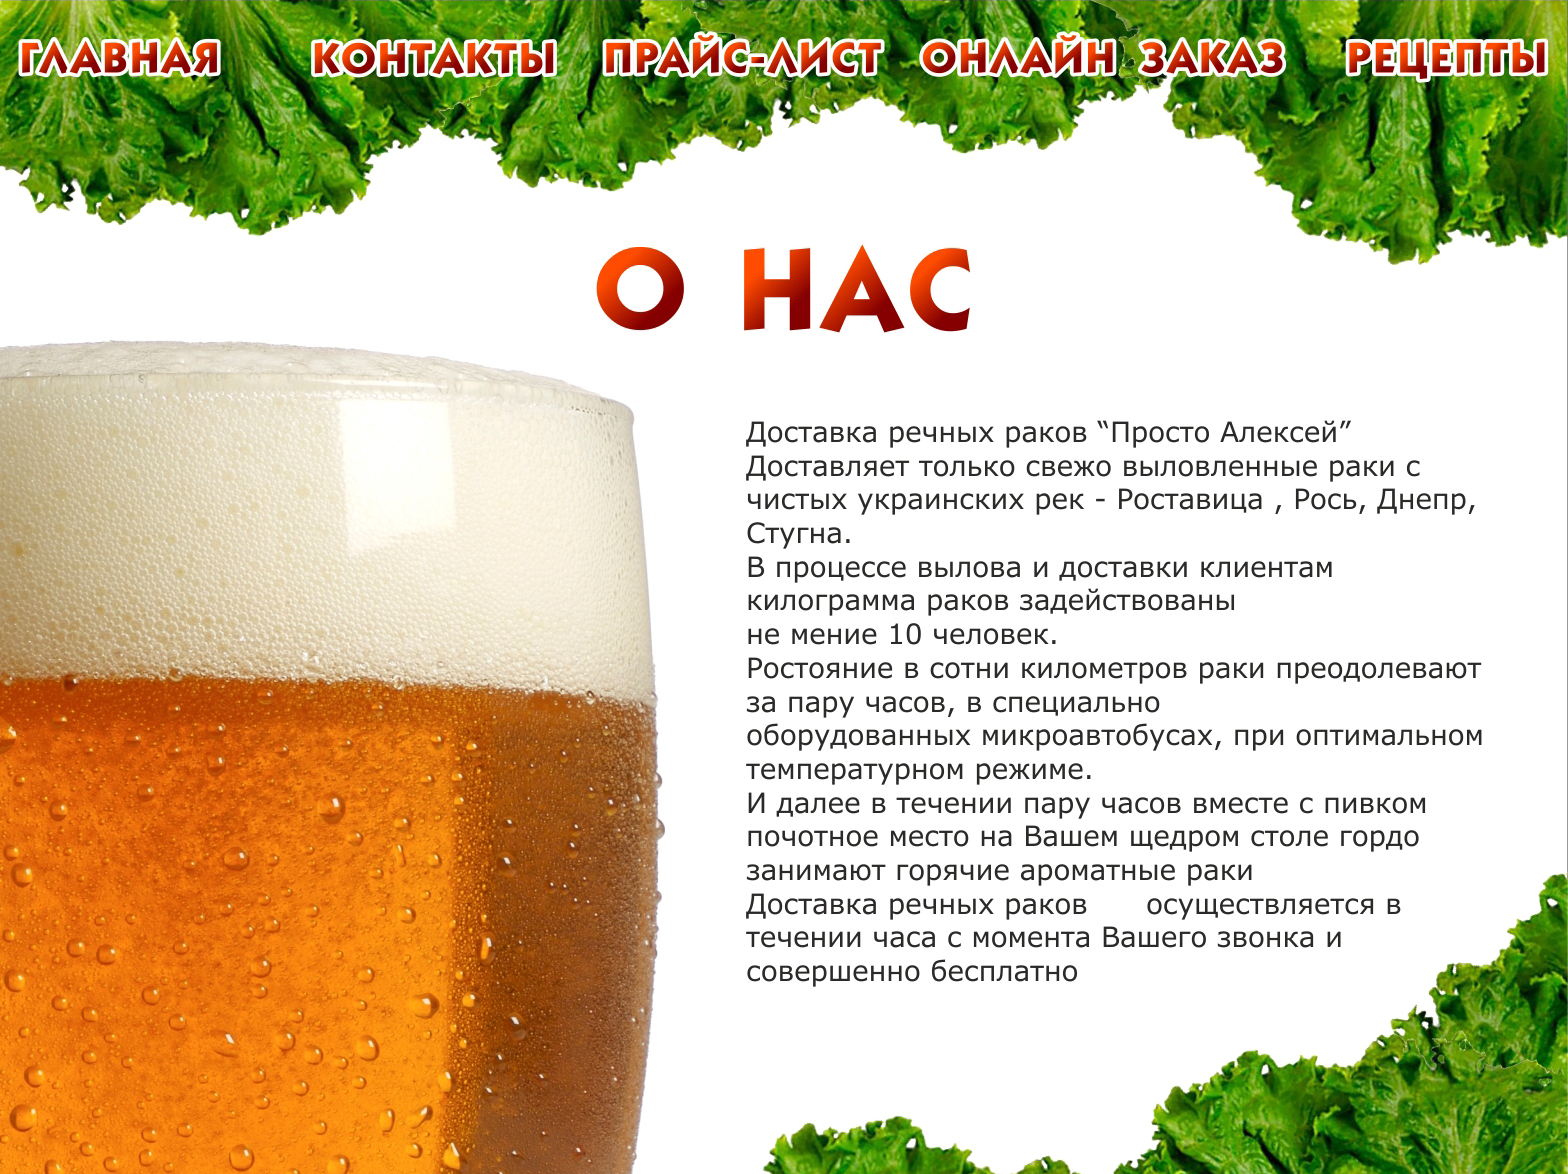 ГЛАВНАЯ КОНТАКТЫ ПРАЙС-ЛИСТ ОНЛАЙН ЗАКАЗ РЕЦЕПТЫ
О НАС
Доставка речных раков “Просто Алексей”
Доставляет только свежо выловленные раки с
чистых украинских рек - Роставица , Рось, Днепр,
Стугна.
В процессе вылова и доставки клиентам
килограмма раков задействованы
не мение 10 человек.
Ростояние в сотни километров раки преодолевают
за пару часов, в специально
оборудованных микроавтобусах, при оптимальном
температурном режиме.
И далее в течении пару часов вместе с пивком
почотное место на Вашем щедром столе гордо
занимают горячие ароматные раки
Доставка речных раков осуществляется в
течении часа с момента Вашего звонка и
совершенно бесплатно